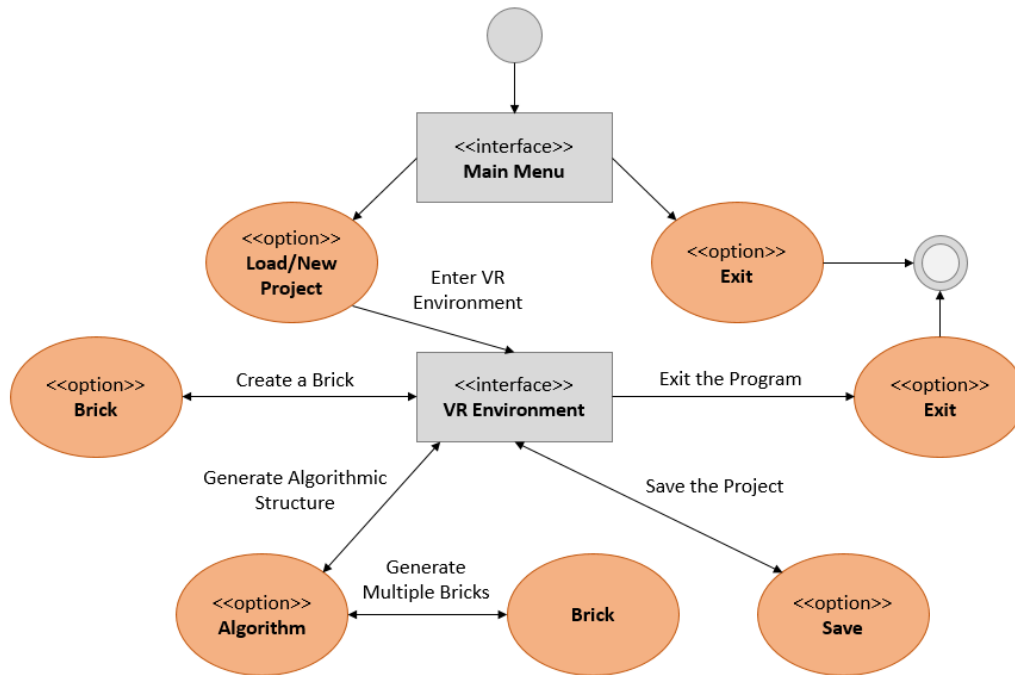 <<interface>>
Main Menu
<<option>>
Load/New
Project
<<option>>
Exit
Enter VR
Environment
<<option>>
Brick
Create a Brick
<<interface>>
VR Environment
Exit the Program
<<option>>
Exit
Generate Algorithmic
Structure
Save the Project
<<option>>
Algorithm
Generate
Multiple Bricks
Brick
<<option>>
Save